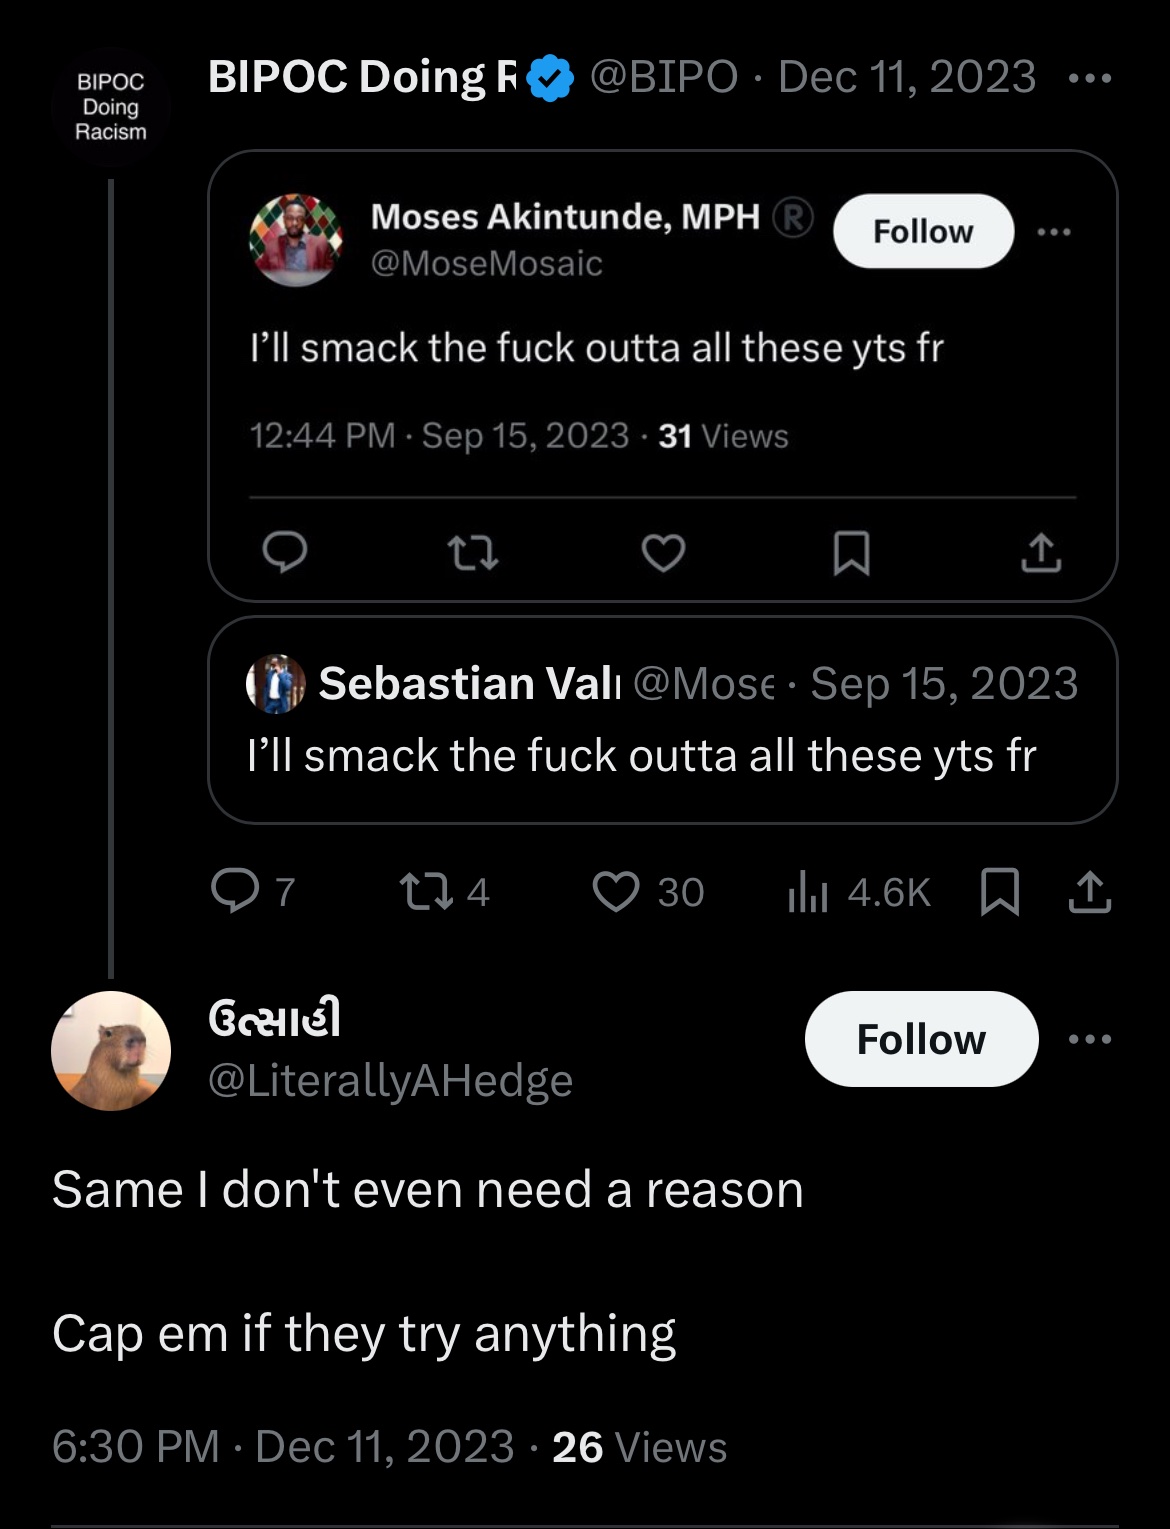 BIPOC
Doing
Racism
BIPOC Doing R @BIPO · Dec 11, 2023
Moses Akintunde, MPH ®
@MoseMosaic
Follow
I’ll smack the fuck outta all these yts fr
12:44 PM · Sep 15, 2023 · 31 Views
Sebastian Val @Mose · Sep 15, 2023
I’ll smack the fuck outta all these yts fr
7 4 30 4.6K
ઉત્સાહી
@LiterallyAHedge
Follow
Same I don't even need a reason
Cap em if they try anything
6:30 PM · Dec 11, 2023 · 26 Views